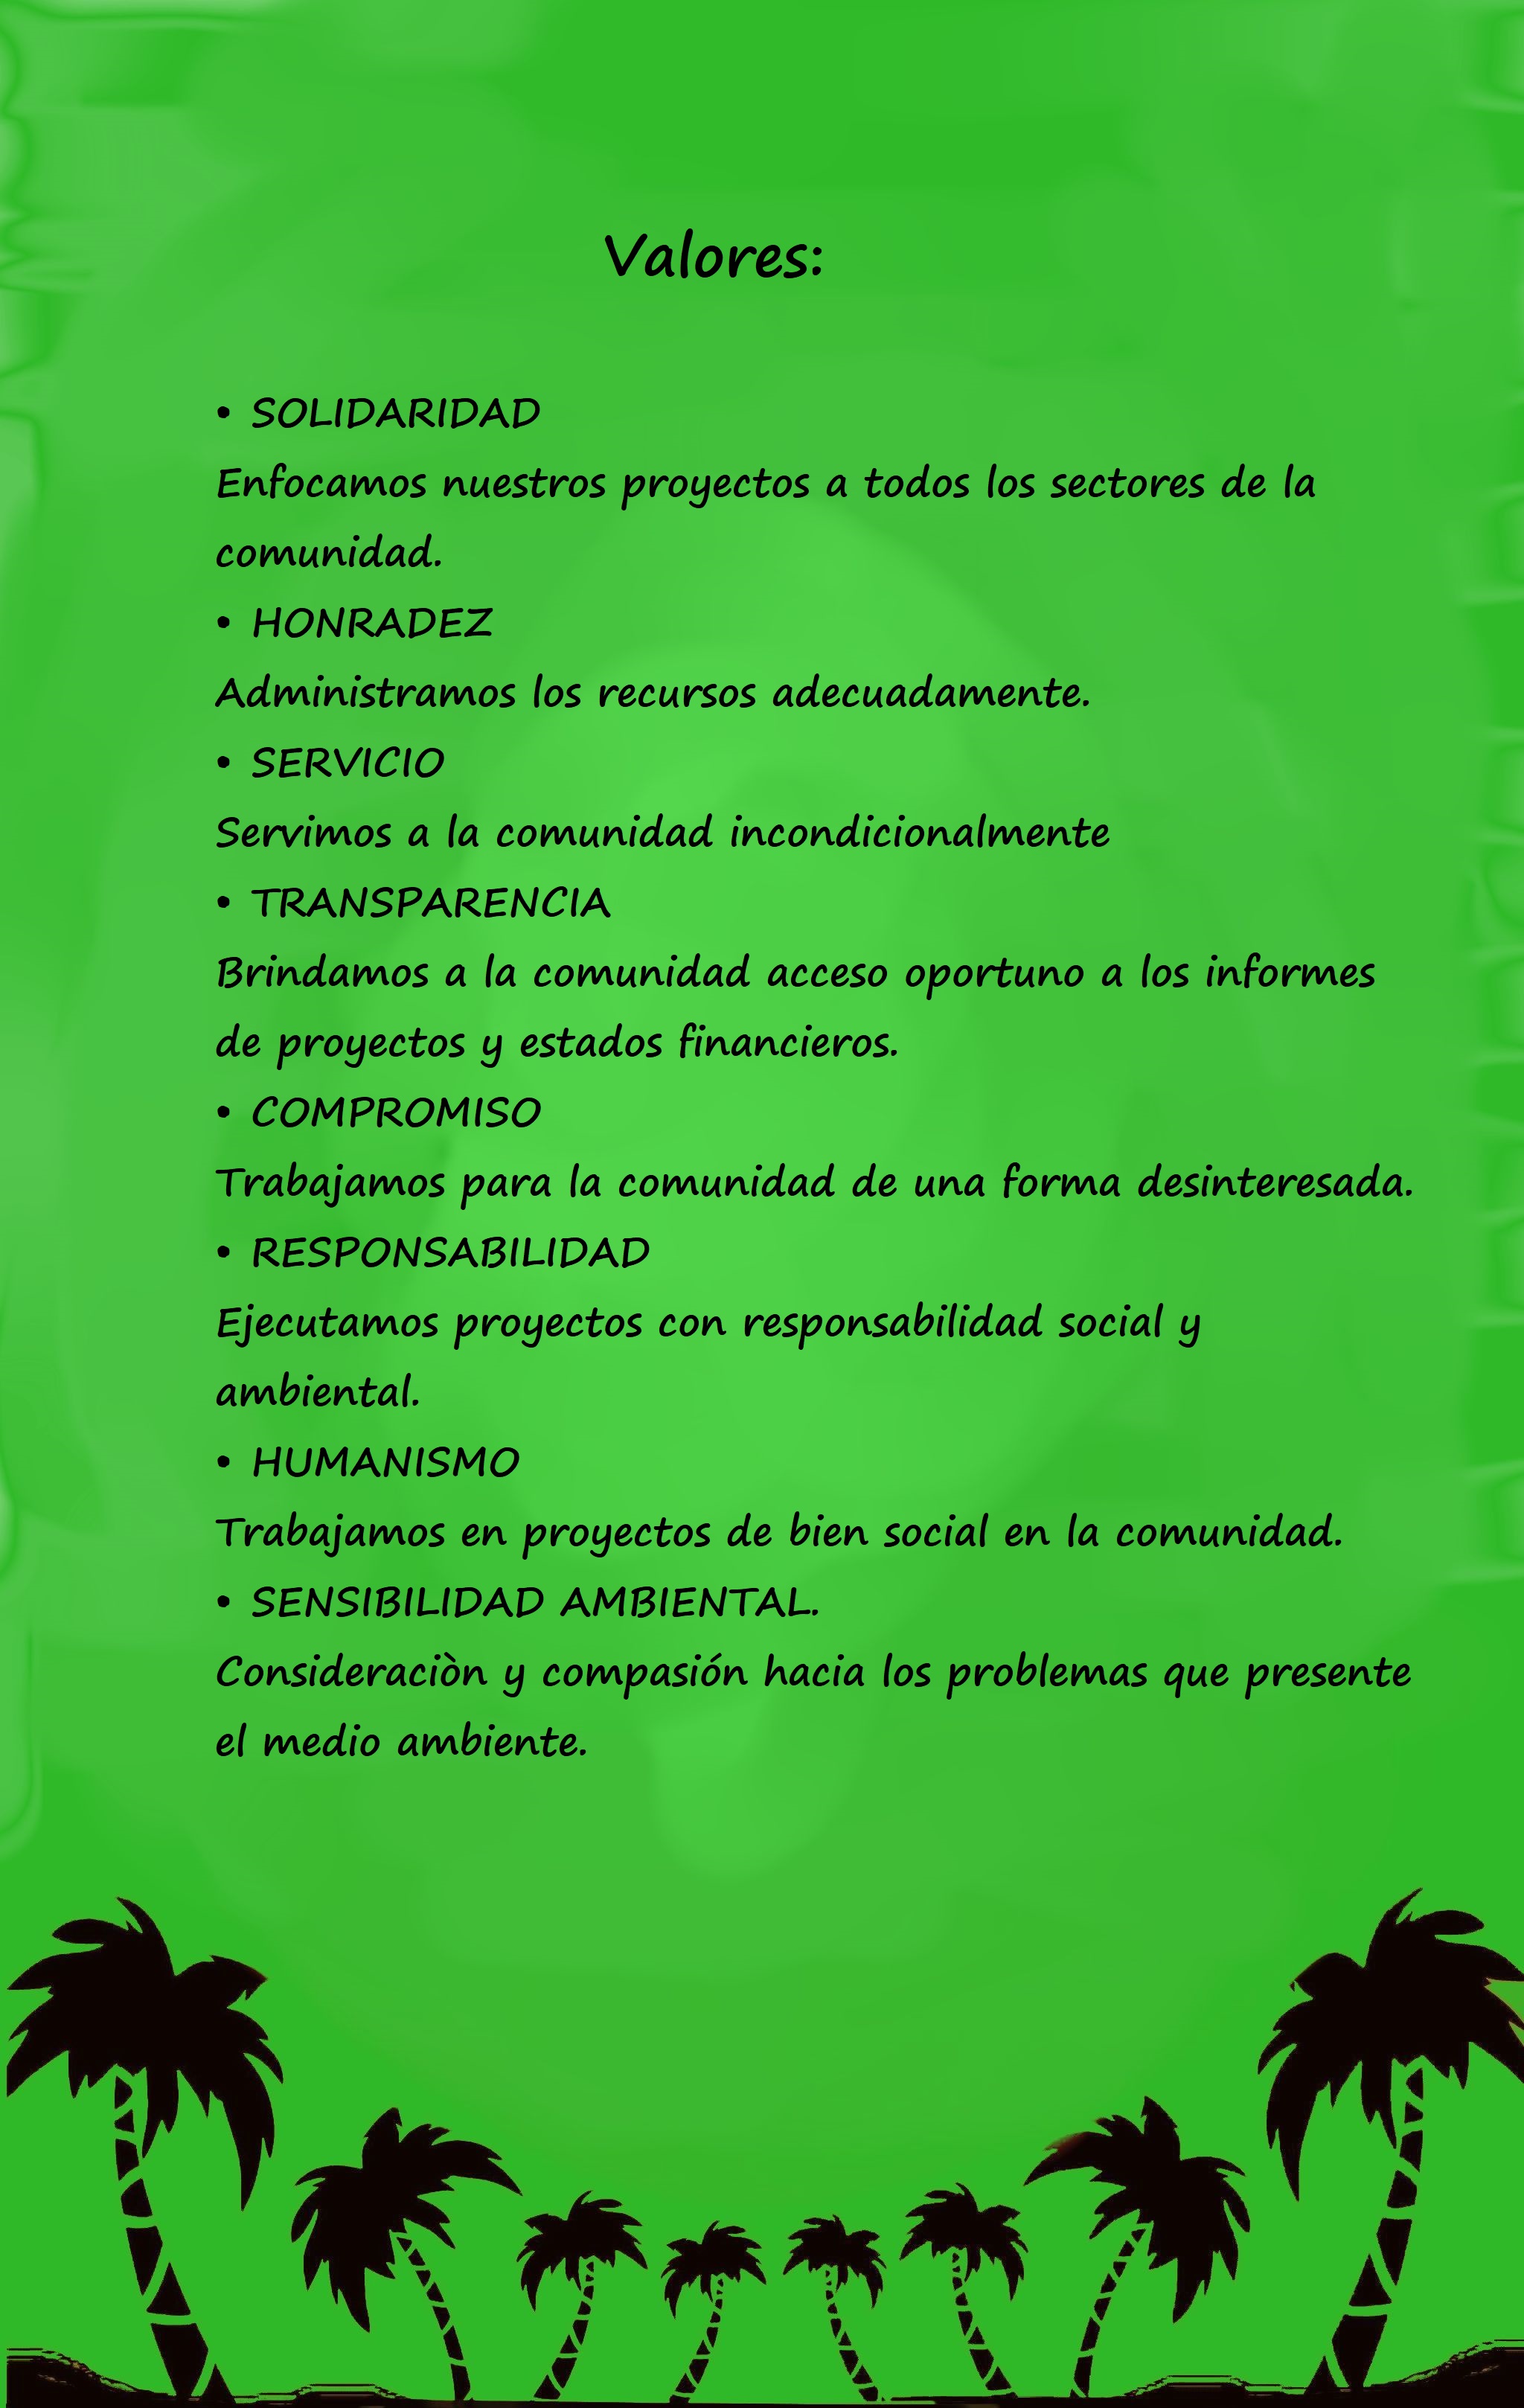 Valores:
• SOLIDARIDAD
Enfocamos nuestros proyectos a todos los sectores de la
comunidad.
• HONRADEZ
Administramos los recursos adecuadamente.
• SERVICIO
Servimos a la comunidad incondicionalmente
• TRANSPARENCIA
Brindamos a la comunidad acceso oportuno a los informes
de proyectos y estados financieros.
• COMPROMISO
Trabajamos para la comunidad de una forma desinteresada.
• RESPONSABILIDAD
Ejecutamos proyectos con responsabilidad social y
ambiental.
• HUMANISMO
Trabajamos en proyectos de bien social en la comunidad.
• SENSIBILIDAD AMBIENTAL.
Consideraciòn y compasión hacia los problemas que presente
el medio ambiente.